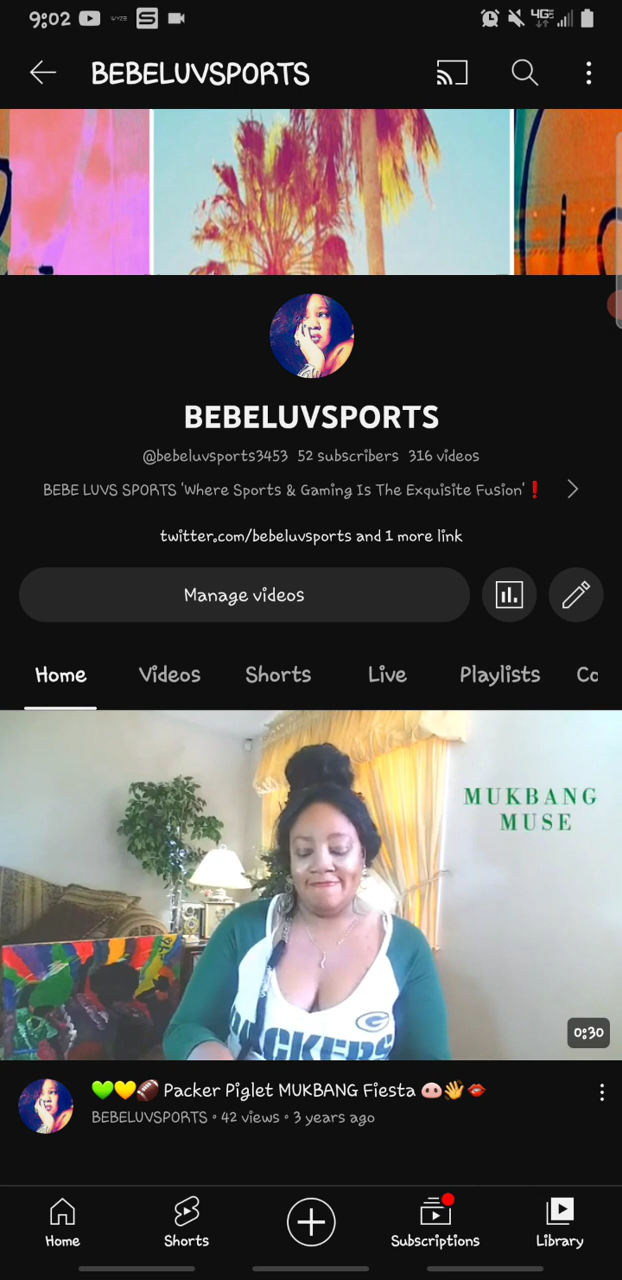 9:02
BEBELUVSPORTS
BEBELUVSPORTS
@bebeluvsports3453 52 subscribers 316 videos
BEBE LUVS SPORTS 'Where Sports & Gaming Is The Exquisite Fusion'❗
twitter.com/bebeluvsports and 1 more link
Manage videos
Home Videos Shorts Live Playlists Co
MUKBANG
MUSE
G
PACKERS
0:30
💚💛🏈 Packer Piglet MUKBANG Fiesta 🐽👋💋
BEBELUVSPORTS • 42 views • 3 years ago
Home Shorts Subscriptions Library